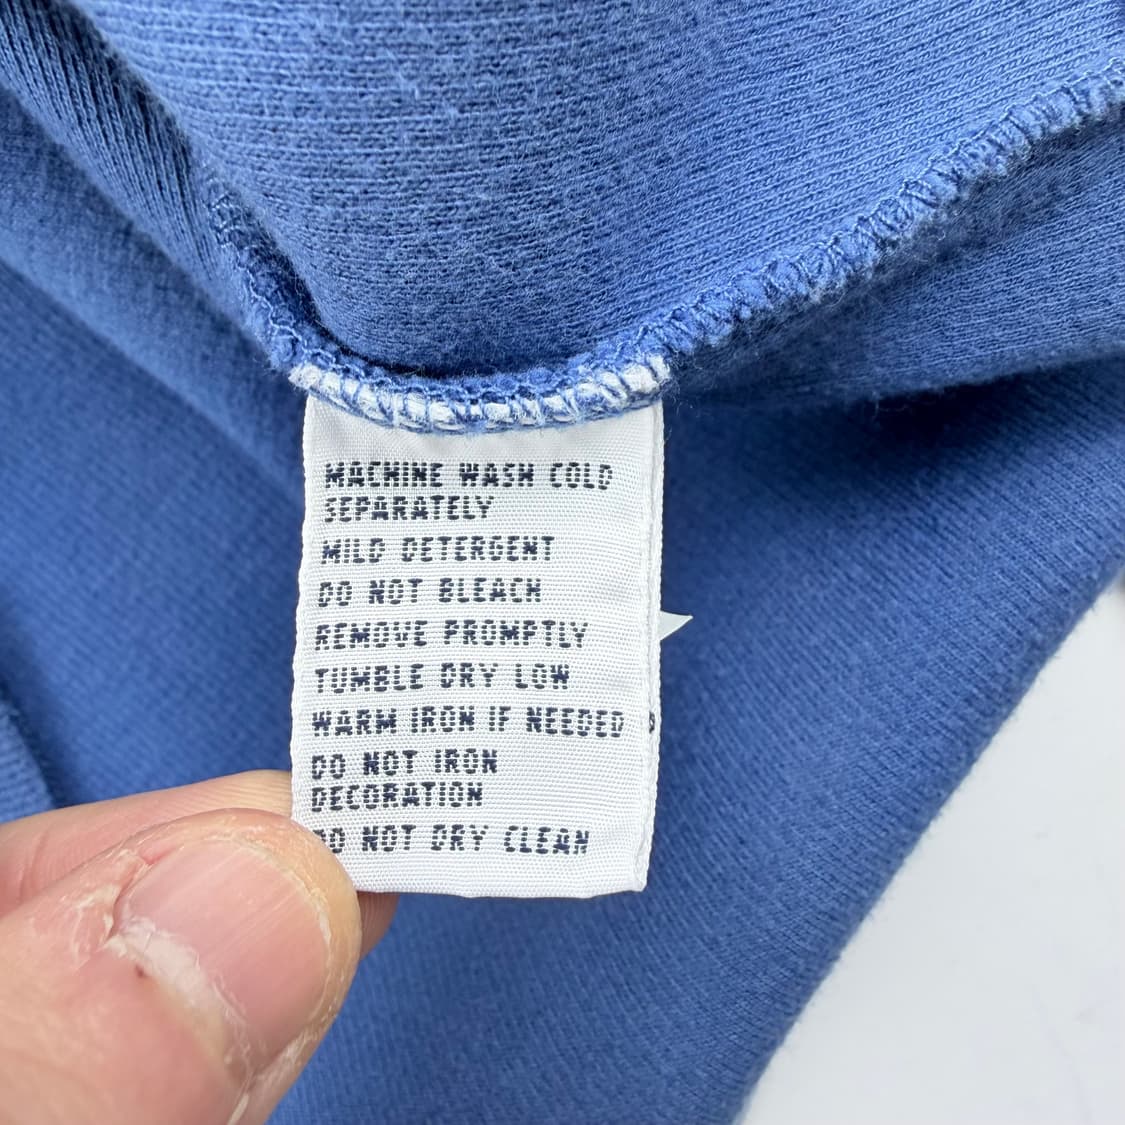 MACHINE WASH COLD
SEPARATELY
MILD DETERGENT
DO NOT BLEACH
REMOVE PROMPTLY
TUMBLE DRY LOW
WARM IRON IF NEEDED
DO NOT IRON
DECORATION
DO NOT DRY CLEAN